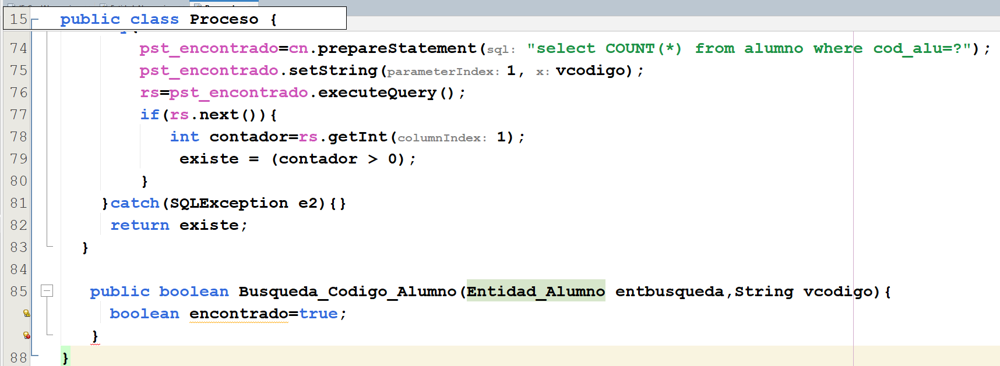 15 public class Proceso {
74 pst_encontrado=cn.prepareStatement(sql: "select COUNT(*) from alumno where cod_alu=?");
75 pst_encontrado.setString(parameterIndex: 1, x: vcodigo);
76 rs=pst_encontrado.executeQuery();
77 if(rs.next()){
78 int contador=rs.getInt(columnIndex: 1);
79 existe = (contador > 0);
80 }
81 }catch(SQLException e2){}
82 return existe;
83 }
84
85 public boolean Busqueda_Codigo_Alumno(Entidad_Alumno entbusqueda,String vcodigo){
boolean encontrado=true;
}
88 }